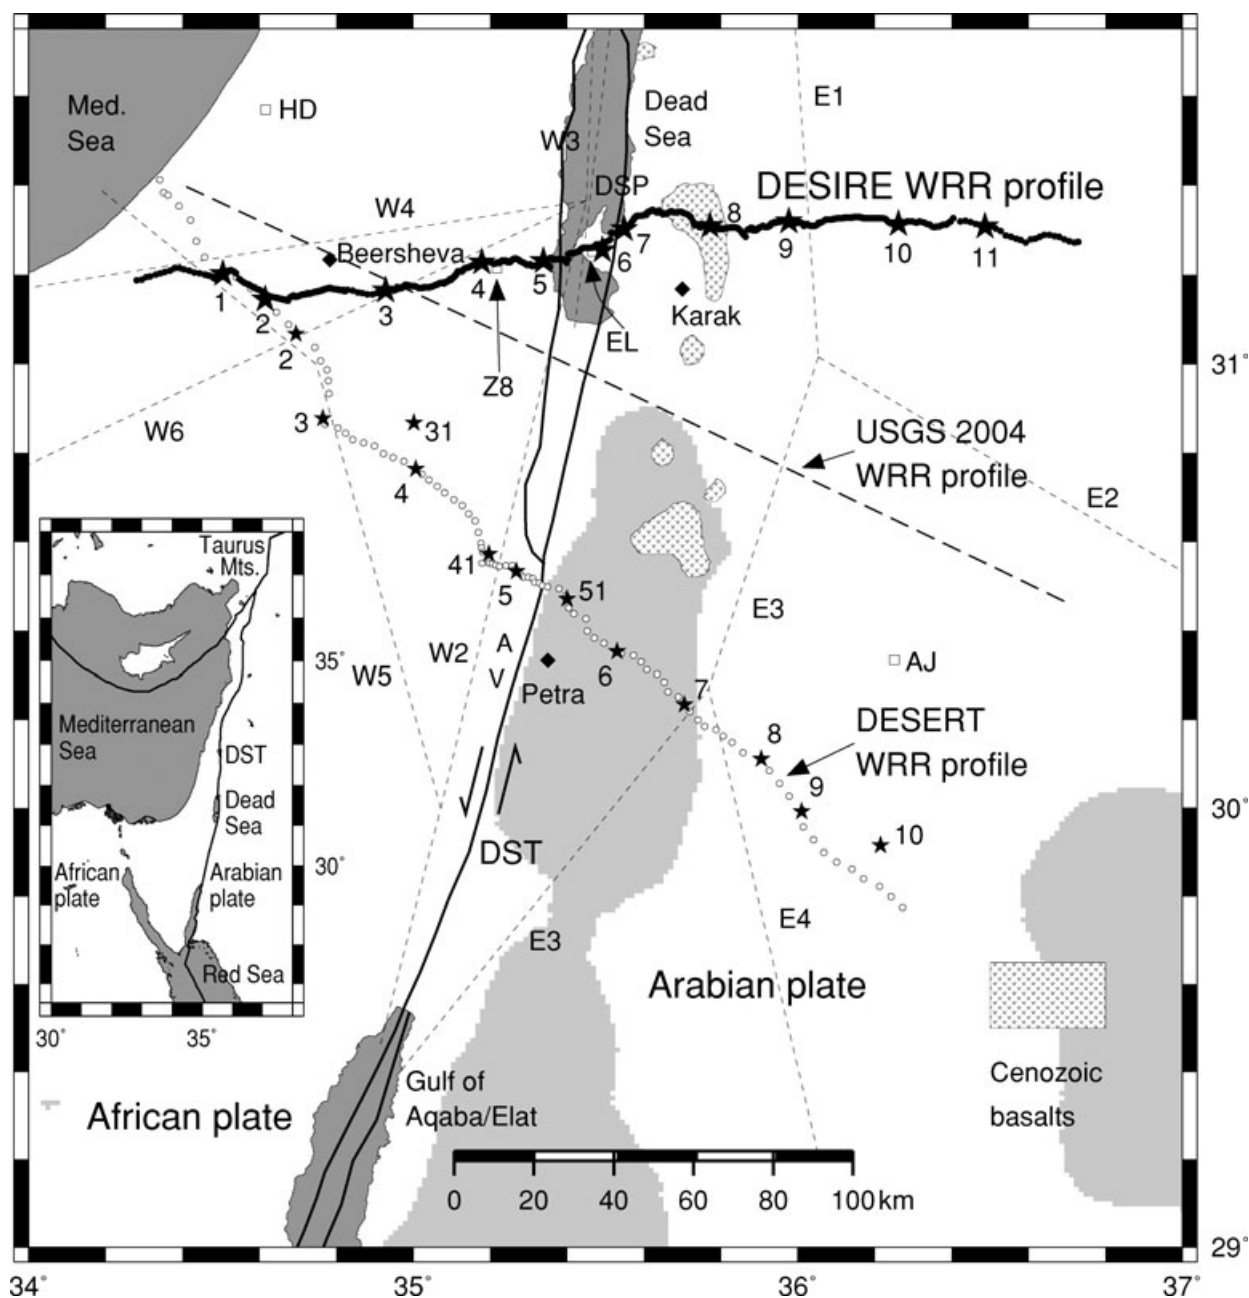 Med.
Sea
HD
Dead
Sea
E1
W3
DSP
DESIRE WRR profile
W4
Beersheva
1
2
3
4
5
6
7
8
9
10
11
Karak
EL
Z8
31˚
2
W6
3
31
4
USGS 2004
WRR profile
E2
41
5
51
E3
A
V
W2
W5
Petra
6
7
AJ
8
DESERT
WRR profile
9
10
30˚
DST
E3
E4
Arabian plate
Taurus
Mts.
35˚
Mediterranean
Sea
DST
Dead
Sea
30˚
African
plate
Arabian
plate
Red Sea
30˚
35˚
Gulf of
Aqaba/Elat
African plate
Cenozoic
basalts
0
20
40
60
80
100 km
29˚
34˚
35˚
36˚
37˚